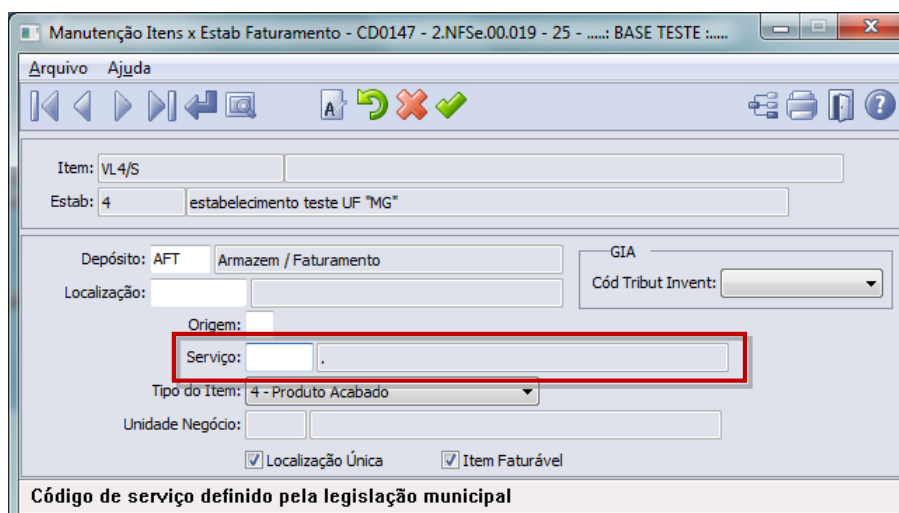 Manutenção Itens x Estab Faturamento - CD0147 - 2.NFSe.00.019 - 25 - .....: BASE TESTE :.....
Arquivo Ajuda
Item: VL4/S
Estab: 4 estabelecimento teste UF "MG"
Depósito: AFT Armazem / Faturamento
GIA
Cód Tribut Invent:
Localização:
Origem:
Serviço: .
Tipo do Item: 4 - Produto Acabado
Unidade Negócio:
Localização Única Item Faturável
Código de serviço definido pela legislação municipal